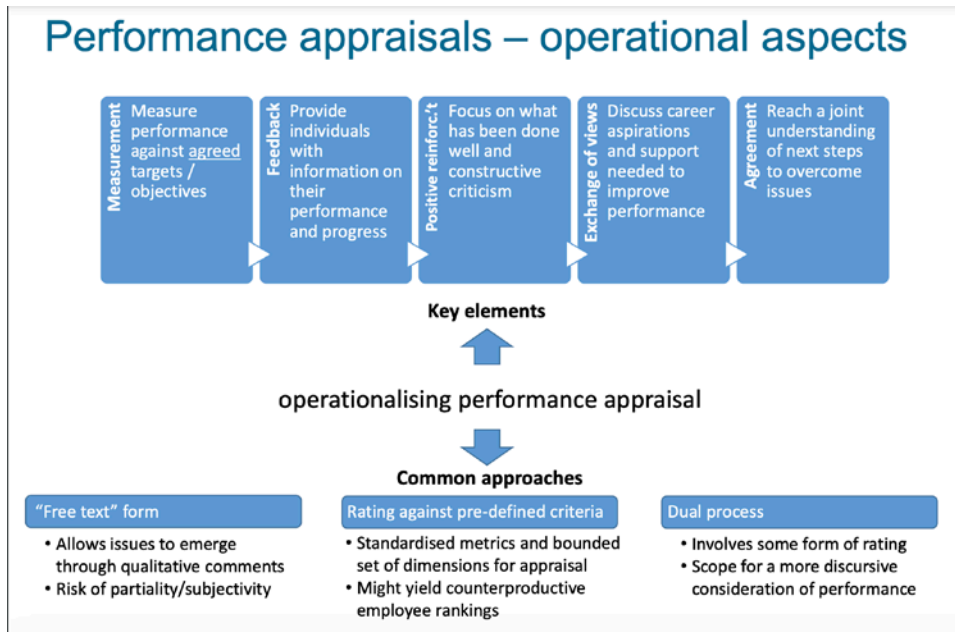 Performance appraisals – operational aspects
Measurement
Measure
performance
against agreed
targets /
objectives
Feedback
Provide
individuals
with
information on
their
performance
and progress
Positive reinforc.'t
Focus on what
has been done
well and
constructive
criticism
Exchange of views
Discuss career
aspirations
and support
needed to
improve
performance
Agreement
Reach a joint
understanding
of next steps
to overcome
issues
Key elements
operationalising performance appraisal
Common approaches
“Free text” form
• Allows issues to emerge
through qualitative comments
• Risk of partiality/subjectivity
Rating against pre-defined criteria
• Standardised metrics and bounded
set of dimensions for appraisal
• Might yield counterproductive
employee rankings
Dual process
• Involves some form of rating
• Scope for a more discursive
consideration of performance